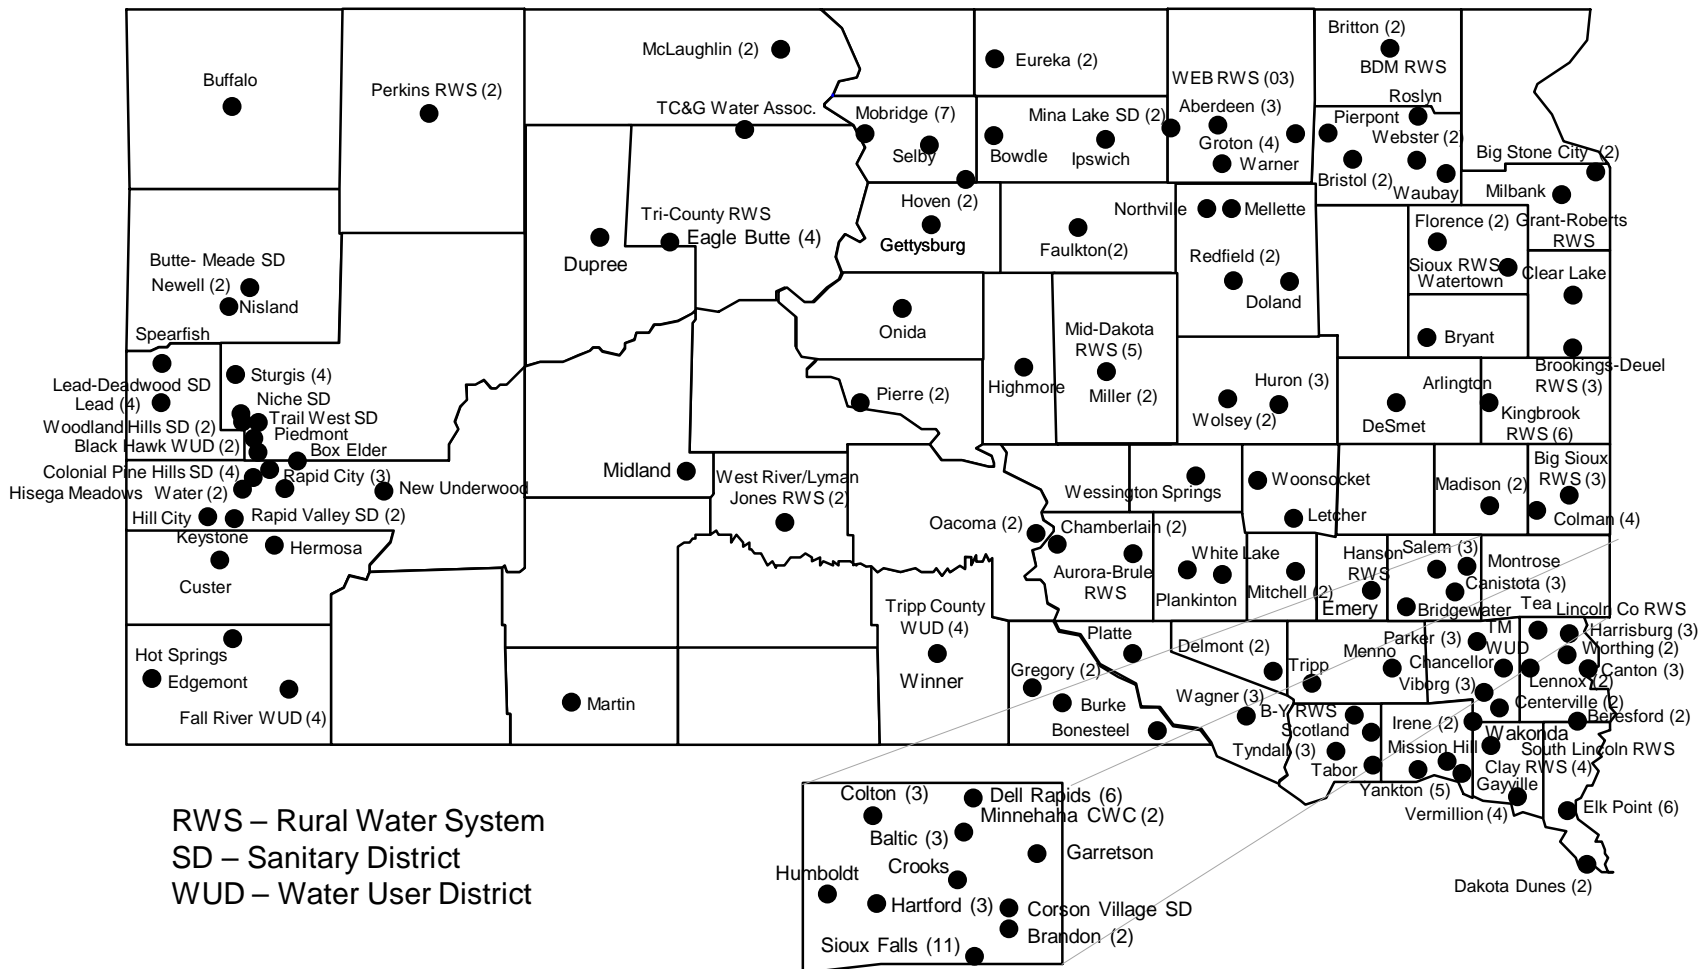 McLaughlin (2)
Britton (2)
Eureka (2)
BDM RWS
Buffalo
WEB RWS (03)
Perkins RWS (2)
Roslyn
TC&G Water Assoc.
Mobridge (7)
Mina Lake SD (2)
Aberdeen (3)
Pierpont
Webster (2)
Groton (4)
Selby
Bowdle
Ipswich
Warner
Big Stone City (2)
Bristol (2)
Waubay
Milbank
Hoven (2)
Northville
Mellette
Tri-County RWS
Eagle Butte (4)
Gettysburg
Faulkton(2)
Florence (2)
Grant-Roberts
RWS
Dupree
Butte- Meade SD
Newell (2)
Nisland
Redfield (2)
Doland
Sioux RWS
Watertown
Clear Lake
Spearfish
Onida
Mid-Dakota
RWS (5)
Bryant
Lead-Deadwood SD
Lead (4)
Sturgis (4)
Highmore
Miller (2)
Huron (3)
Arlington
Brookings-Deuel
RWS (3)
Niche SD
Pierre (2)
Wolsey (2)
DeSmet
Kingbrook
RWS (6)
Woodland Hills SD (2)
Trail West SD
Piedmont
Black Hawk WUD (2)
Box Elder
Colonial Pine Hills SD (4)
Rapid City (3)
Hisega Meadows Water (2)
New Underwood
Midland
West River/Lyman
Jones RWS (2)
Wessington Springs
Woonsocket
Madison (2)
Big Sioux
RWS (3)
Hill City
Rapid Valley SD (2)
Oacoma (2)
Chamberlain (2)
Letcher
Colman (4)
Keystone
Hermosa
Custer
Aurora-Brule
RWS
White Lake
Plankinton
Mitchell (2)
Hanson
RWS
Emery
Salem (3)
Montrose
Canistota (3)
Bridgewater
Tripp County
WUD (4)
Winner
Tea
Lincoln Co RWS
Platte
Delmont (2)
Parker (3)
TM
WUD
Harrisburg (3)
Worthing (2)
Hot Springs
Edgemont
Gregory (2)
Tripp
Menno
Chancellor
Canton (3)
Lennox (2)
Fall River WUD (4)
Martin
Burke
Bonesteel
Wagner (3)
Viborg (3)
Centerville (2)
Beresford (2)
B-Y RWS
Scotland
Irene (2)
Wakonda
Tyndall (3)
Tabor
Mission Hill
South Lincoln RWS
Clay RWS (4)
Gayville
Yankton (5)
Vermillion (4)
Elk Point (6)
Dakota Dunes (2)
Colton (3)
Dell Rapids (6)
Minnehaha CWC (2)
Baltic (3)
Garretson
Crooks
Humboldt
Hartford (3)
Corson Village SD
Brandon (2)
Sioux Falls (11)
RWS – Rural Water System
SD – Sanitary District
WUD – Water User District